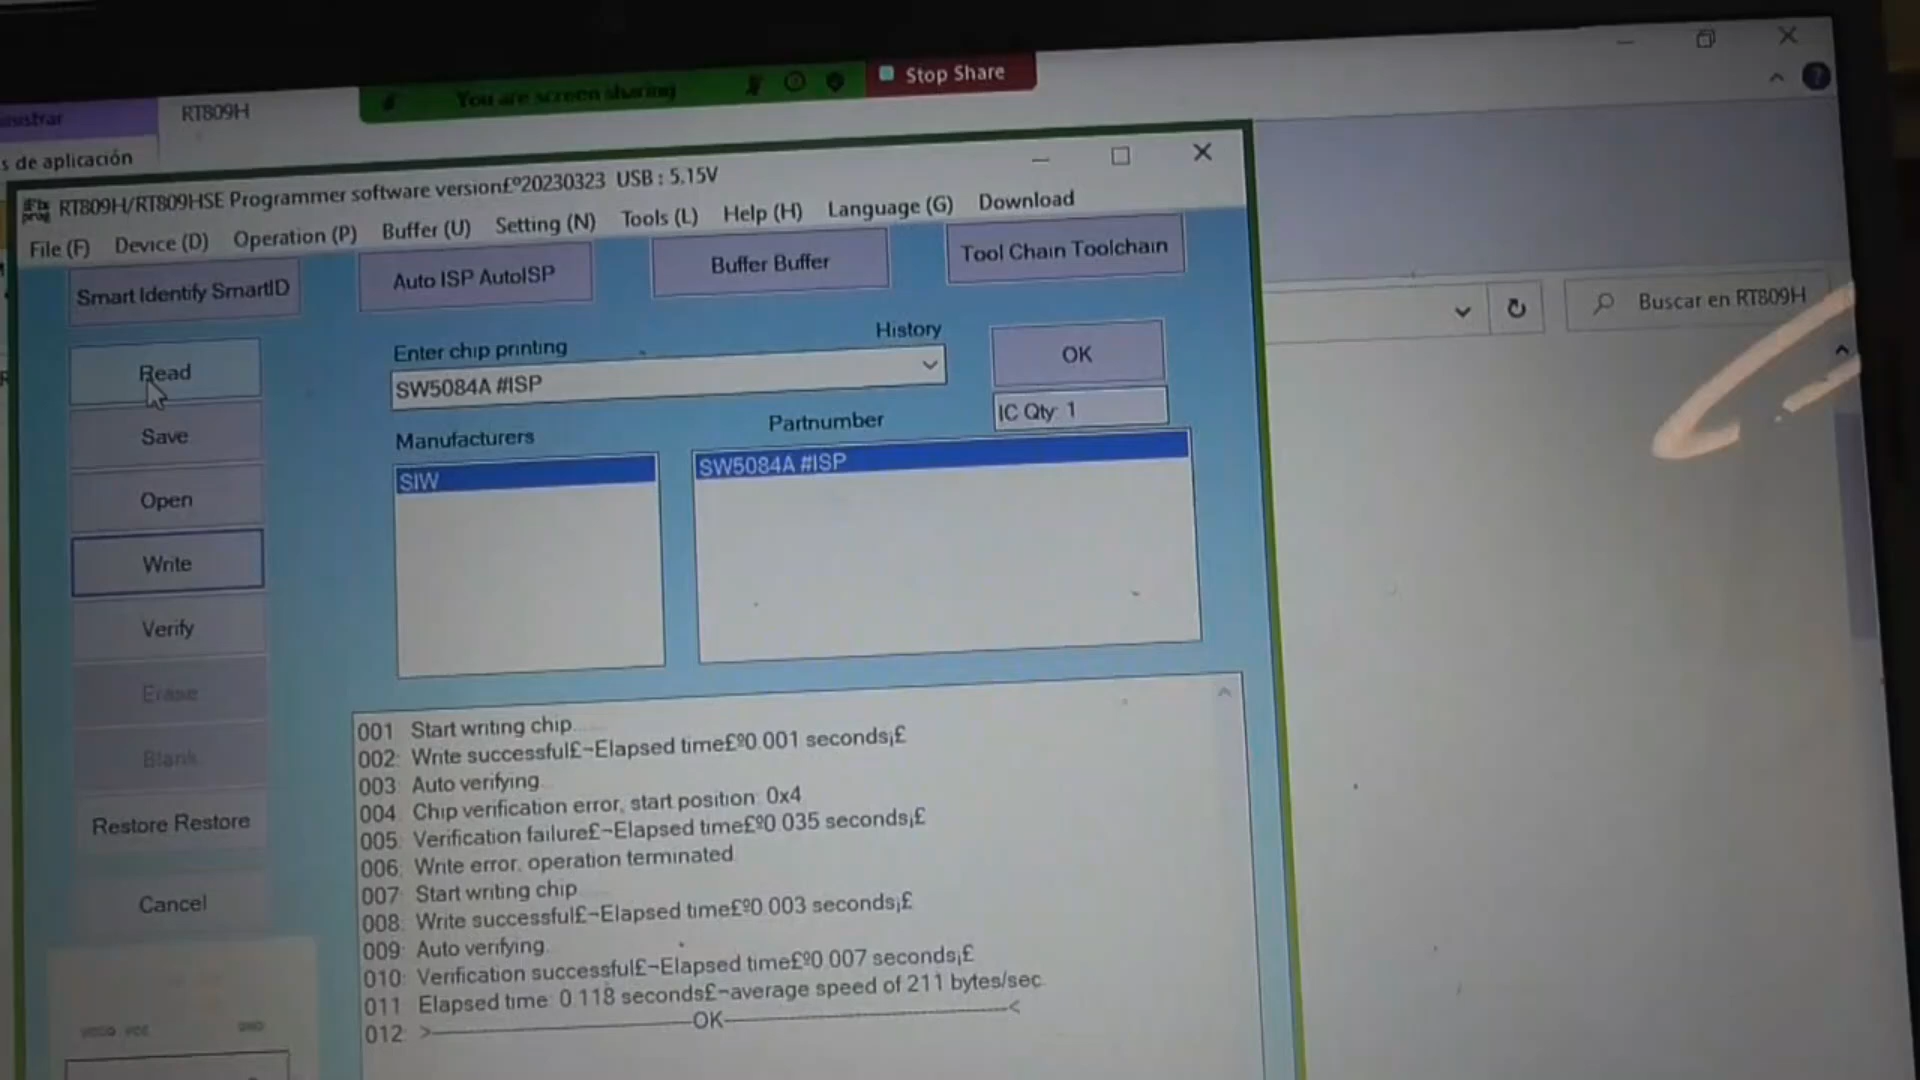 You are screen sharing
Stop Share
RT809H
s de aplicación
RT809H/RT809HSE Programmer software version£º20230323 USB : 5.15V
File (F) Device (D) Operation (P) Buffer (U) Setting (N) Tools (L) Help (H) Language (G) Download
Smart Identify SmartID
Auto ISP AutoISP
Buffer Buffer
Tool Chain Toolchain
Buscar en RT809H
Read
Save
Open
Write
Verify
Erase
Blank
Restore Restore
Cancel
Enter chip printing
History
SW5084A #ISP
OK
IC Qty: 1
Manufacturers
Partnumber
SIW
SW5084A #ISP
001 Start writing chip......
002: Write successful£¬Elapsed time£º0.001 seconds¡£
003: Auto verifying
004: Chip verification error, start position: 0x4
005: Verification failure£¬Elapsed time£º0.035 seconds¡£
006: Write error, operation terminated
007: Start writing chip
008: Write successful£¬Elapsed time£º0.003 seconds¡£
009: Auto verifying.
010: Verification successful£¬Elapsed time£º0.007 seconds¡£
011 Elapsed time: 0.118 seconds£¬average speed of 211 bytes/sec
012: >--------------------OK--------------------<
GND